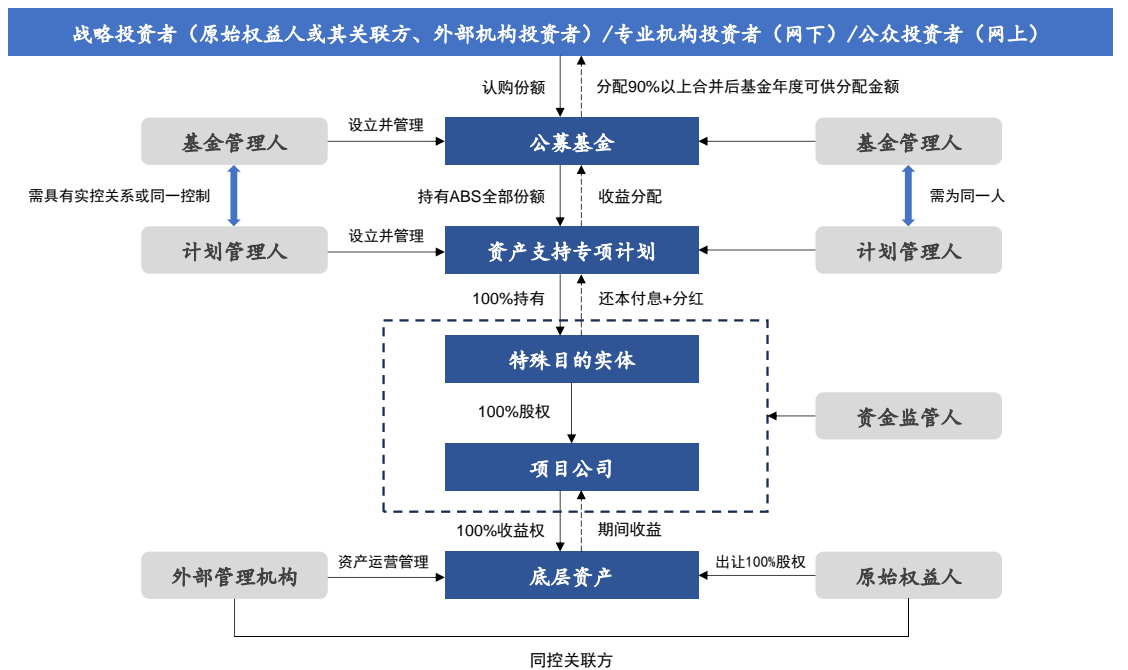 战略投资者（原始权益人或其关联方、外部机构投资者）/专业机构投资者（网下）/公众投资者（网上）
认购份额
分配90%以上合并后基金年度可供分配金额
基金管理人
设立并管理
公募基金
基金管理人
需具有实控关系或同一控制
持有ABS全部份额
收益分配
需为同一人
计划管理人
设立并管理
资产支持专项计划
计划管理人
100%持有
还本付息+分红
特殊目的实体
100%股权
资金监管人
项目公司
100%收益权
期间收益
外部管理机构
资产运营管理
底层资产
出让100%股权
原始权益人
同控关联方